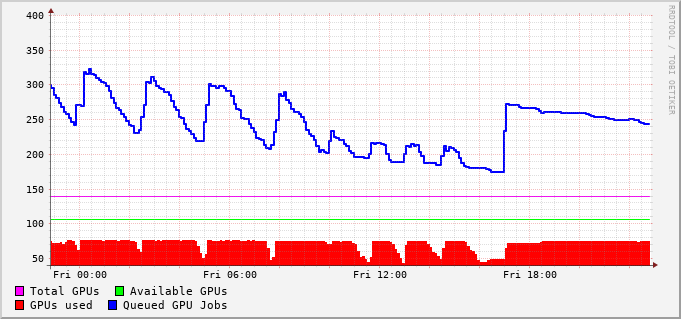 400
350
300
250
200
150
100
50
Fri 00:00 Fri 06:00 Fri 12:00 Fri 18:00
Total GPUs Available GPUs
GPUs used Queued GPU Jobs
RRDTOOL / TOBI OETIKER